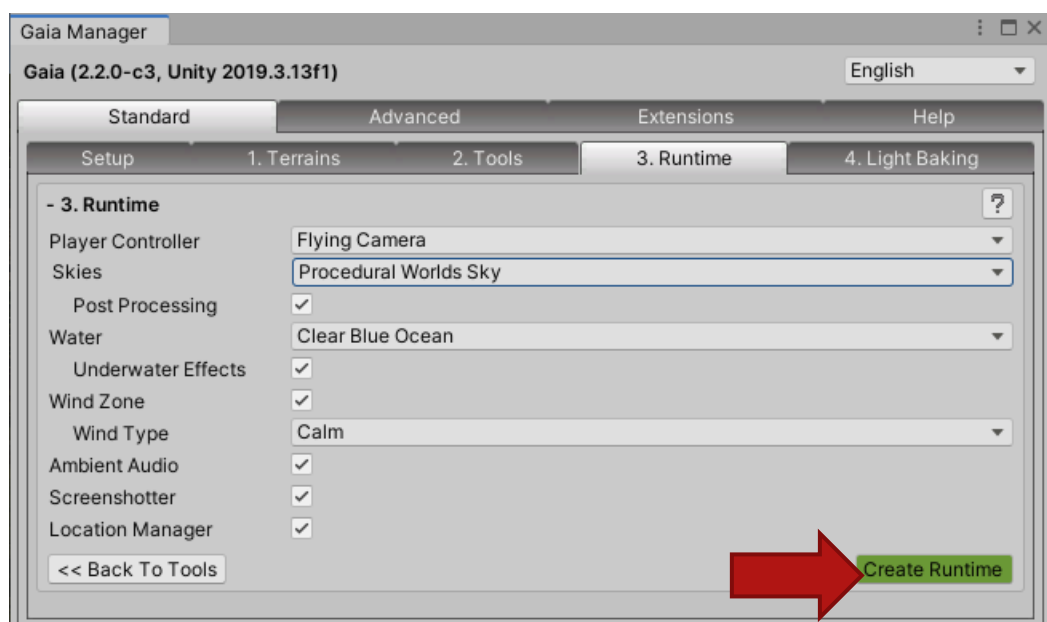 Gaia Manager
Gaia (2.2.0-c3, Unity 2019.3.13f1) English
Standard Advanced Extensions Help
Setup 1. Terrains 2. Tools 3. Runtime 4. Light Baking
- 3. Runtime ?
Player Controller Flying Camera
Skies Procedural Worlds Sky
Post Processing
Water Clear Blue Ocean
Underwater Effects
Wind Zone
Wind Type Calm
Ambient Audio
Screenshotter
Location Manager
<< Back To Tools Create Runtime